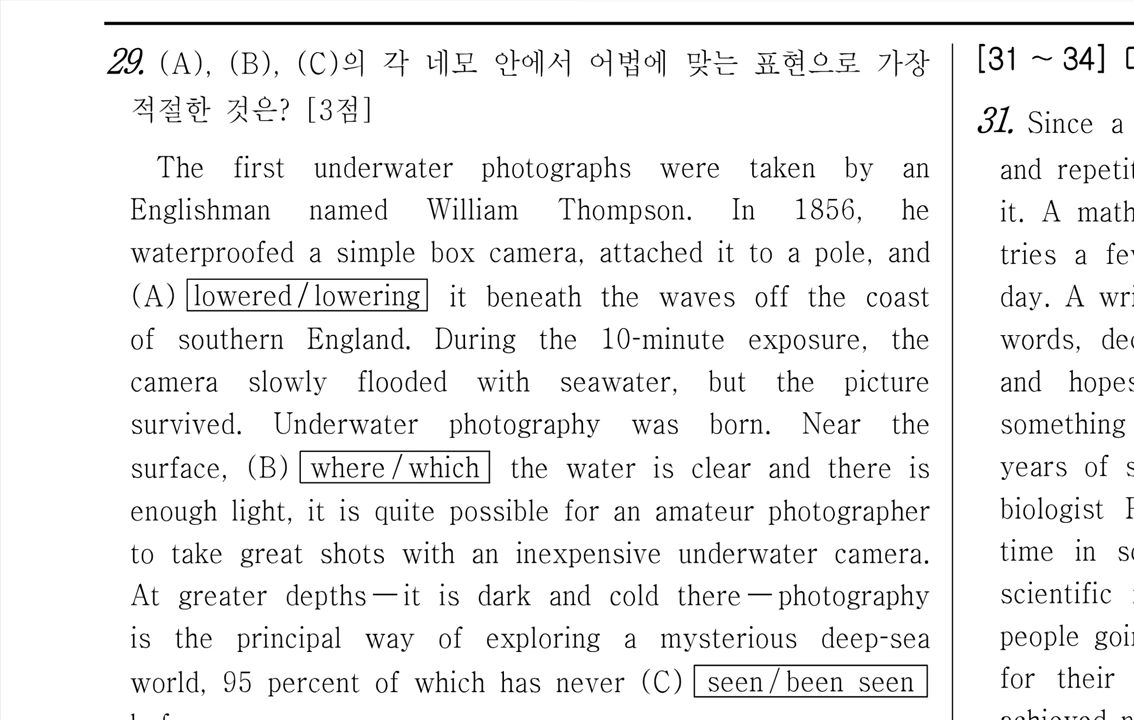 29. (A), (B), (C)의 각 네모 안에서 어법에 맞는 표현으로 가장
적절한 것은? [3점]
The first underwater photographs were taken by an
Englishman named William Thompson. In 1856, he
waterproofed a simple box camera, attached it to a pole, and
(A) lowered / lowering it beneath the waves off the coast
of southern England. During the 10-minute exposure, the
camera slowly flooded with seawater, but the picture
survived. Underwater photography was born. Near the
surface, (B) where / which the water is clear and there is
enough light, it is quite possible for an amateur photographer
to take great shots with an inexpensive underwater camera.
At greater depths — it is dark and cold there — photography
is the principal way of exploring a mysterious deep-sea
world, 95 percent of which has never (C) seen / been seen
[31 ~ 34]
31. Since a
and
it. A
tries a
day. A
words,
and
something
years of
biologist
time in
scientific
people
for their